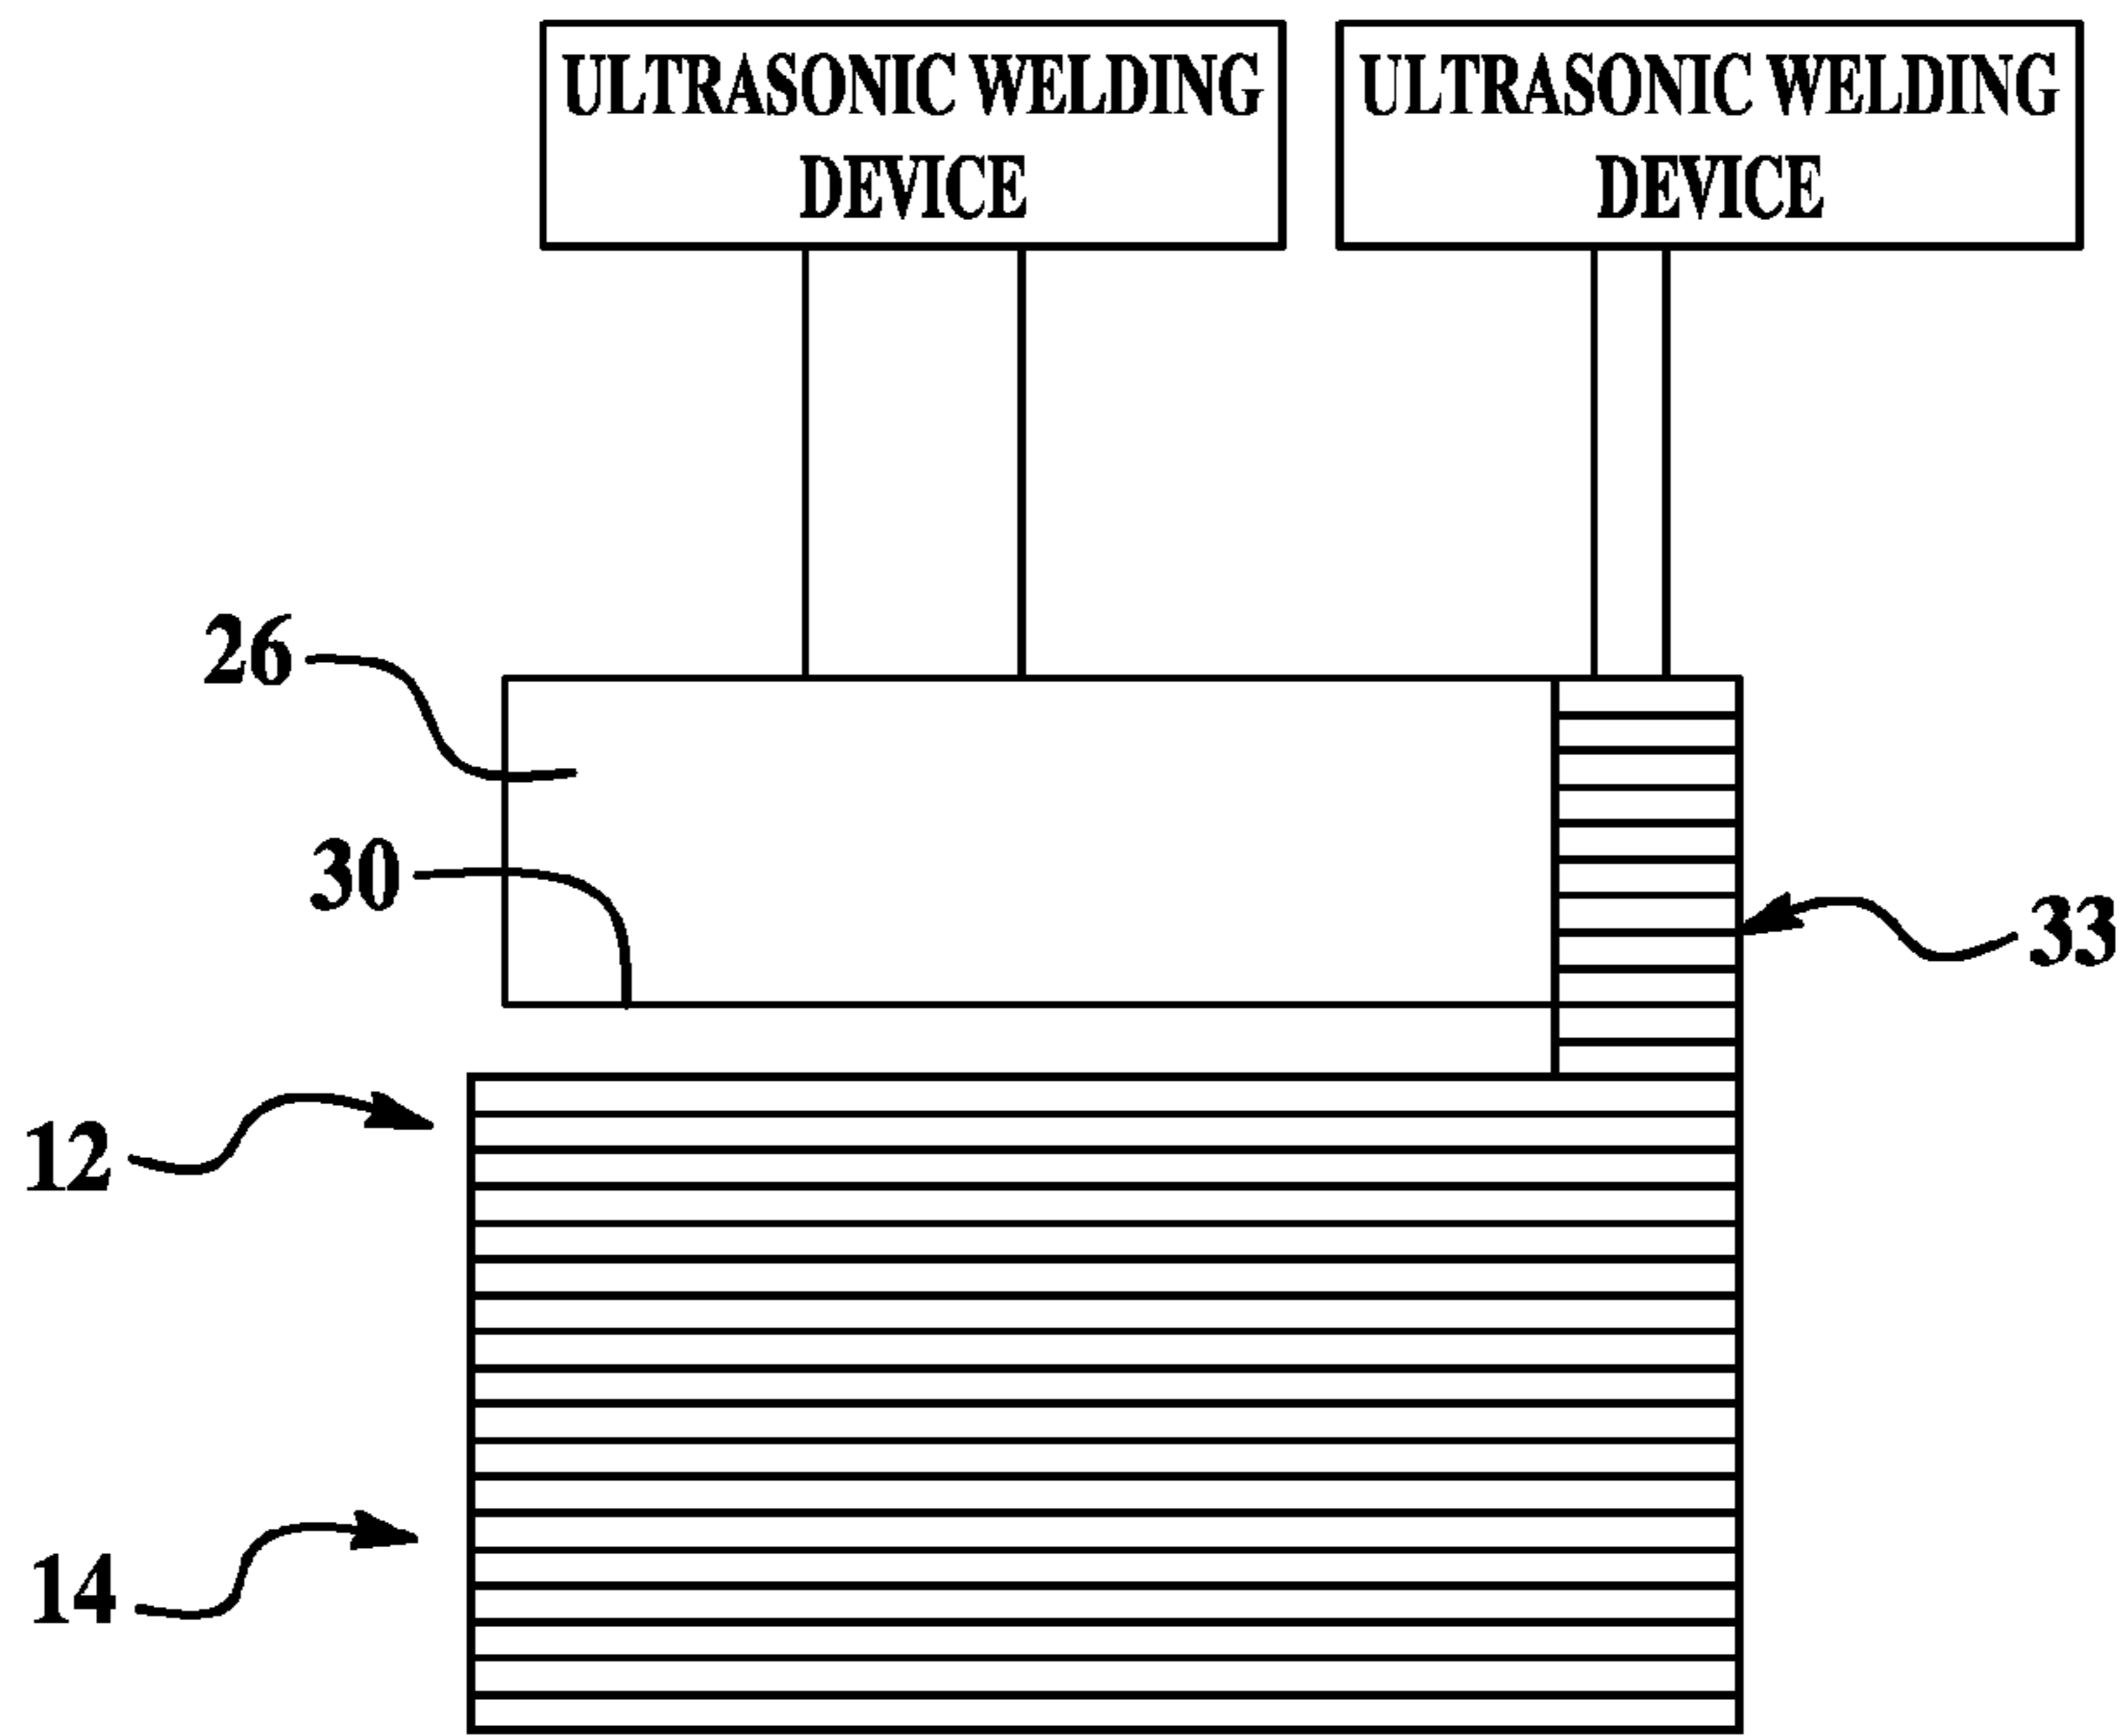 ULTRASONIC WELDING
DEVICE
ULTRASONIC WELDING
DEVICE
26
30
33
12
14